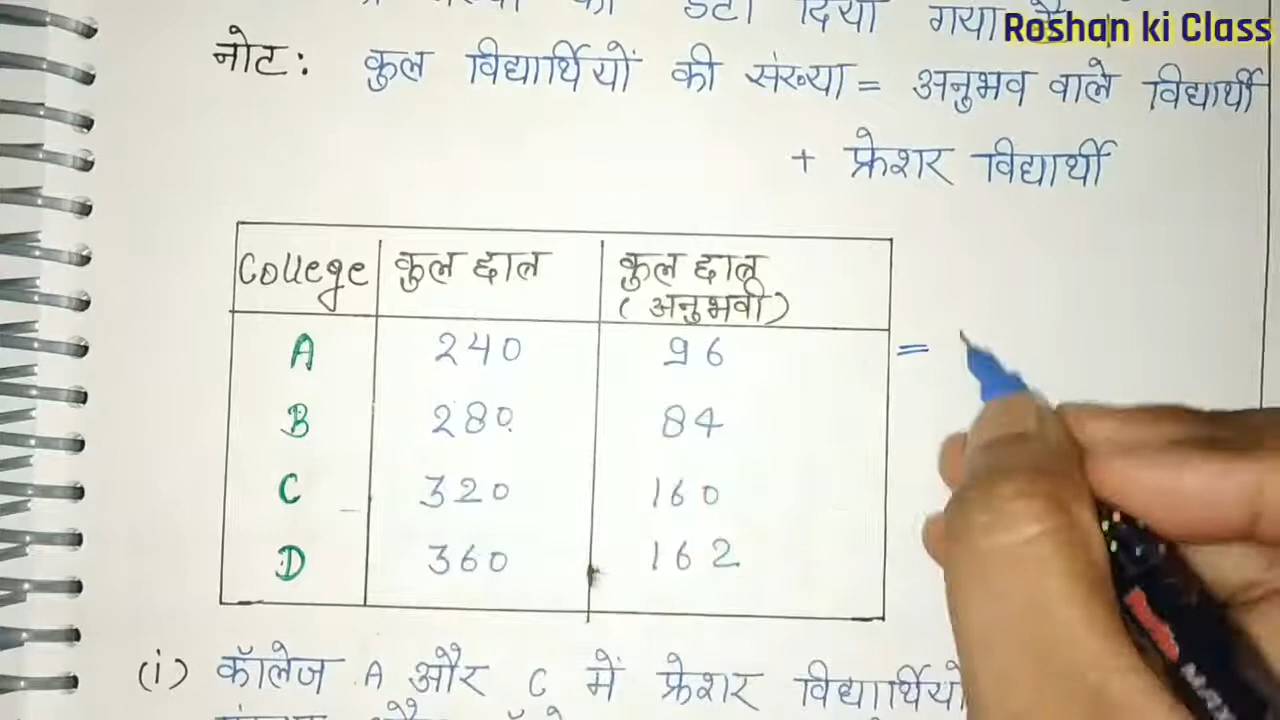 दिया गया
Roshan ki Class
नोट: कुल विद्यार्थियों की संख्या = अनुभव वाले विद्यार्थी
+ फ्रेशर विद्यार्थी
College कुल छात्र कुल छात्र (अनुभवी)
A 240 96 =
B 280 84
C 320 160
D 360 162
(i) कॉलेज A और C में फ्रेशर